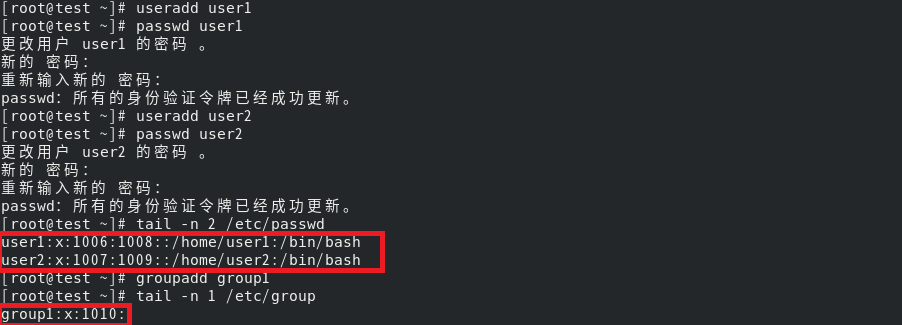 [root@test ~]# useradd user1
[root@test ~]# passwd user1
更改用户 user1 的密码 。
新的 密码：
重新输入新的 密码：
passwd：所有的身份验证令牌已经成功更新。
[root@test ~]# useradd user2
[root@test ~]# passwd user2
更改用户 user2 的密码 。
新的 密码：
重新输入新的 密码：
passwd：所有的身份验证令牌已经成功更新。
[root@test ~]# tail -n 2 /etc/passwd
user1:x:1006:1008::/home/user1:/bin/bash
user2:x:1007:1009::/home/user2:/bin/bash
[root@test ~]# groupadd group1
[root@test ~]# tail -n 1 /etc/group
group1:x:1010: